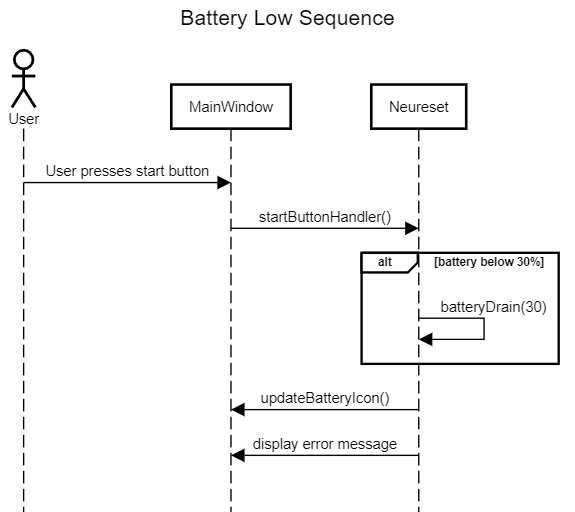 Battery Low Sequence
User
MainWindow
Neureset
User presses start button
startButtonHandler()
alt
[battery below 30%]
batteryDrain(30)
updateBatteryIcon()
display error message